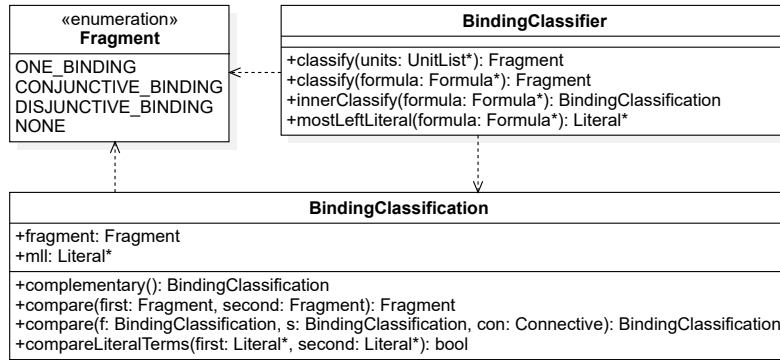 «enumeration»
Fragment
ONE_BINDING
CONJUNCTIVE_BINDING
DISJUNCTIVE_BINDING
NONE
BindingClassifier
+classify(units: UnitList*): Fragment
+classify(formula: Formula*): Fragment
+innerClassify(formula: Formula*): BindingClassification
+mostLeftLiteral(formula: Formula*): Literal*
BindingClassification
+fragment: Fragment
+mll: Literal*
+complementary(): BindingClassification
+compare(first: Fragment, second: Fragment): Fragment
+compare(f: BindingClassification, s: BindingClassification, con: Connective): BindingClassification
+compareLiteralTerms(first: Literal*, second: Literal*): bool